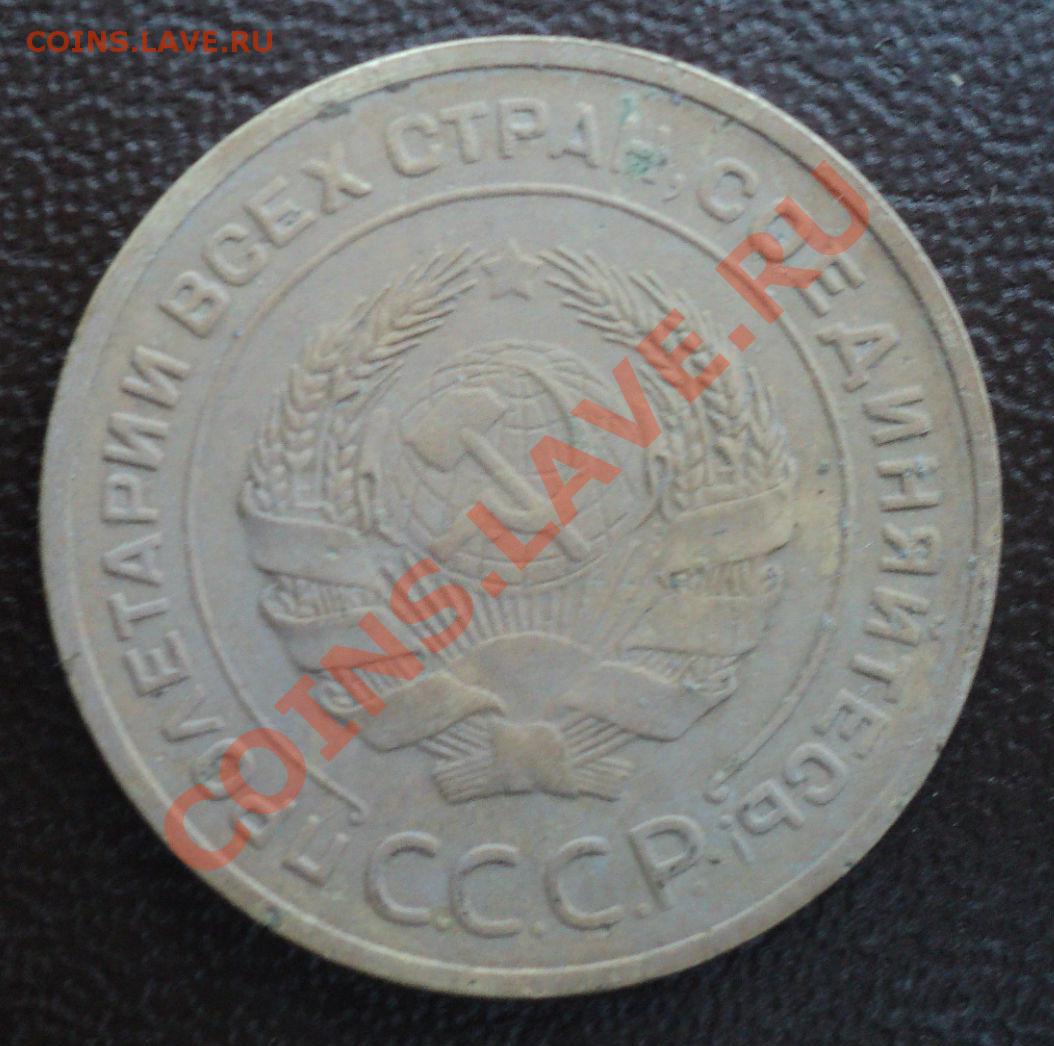 COINS.LAVE.RU
ПРОЛЕТАРИИ ВСЕХ СТРАН, СОЕДИНЯЙТЕСЬ!
С.С.С.Р.
COINS.LAVE.RU